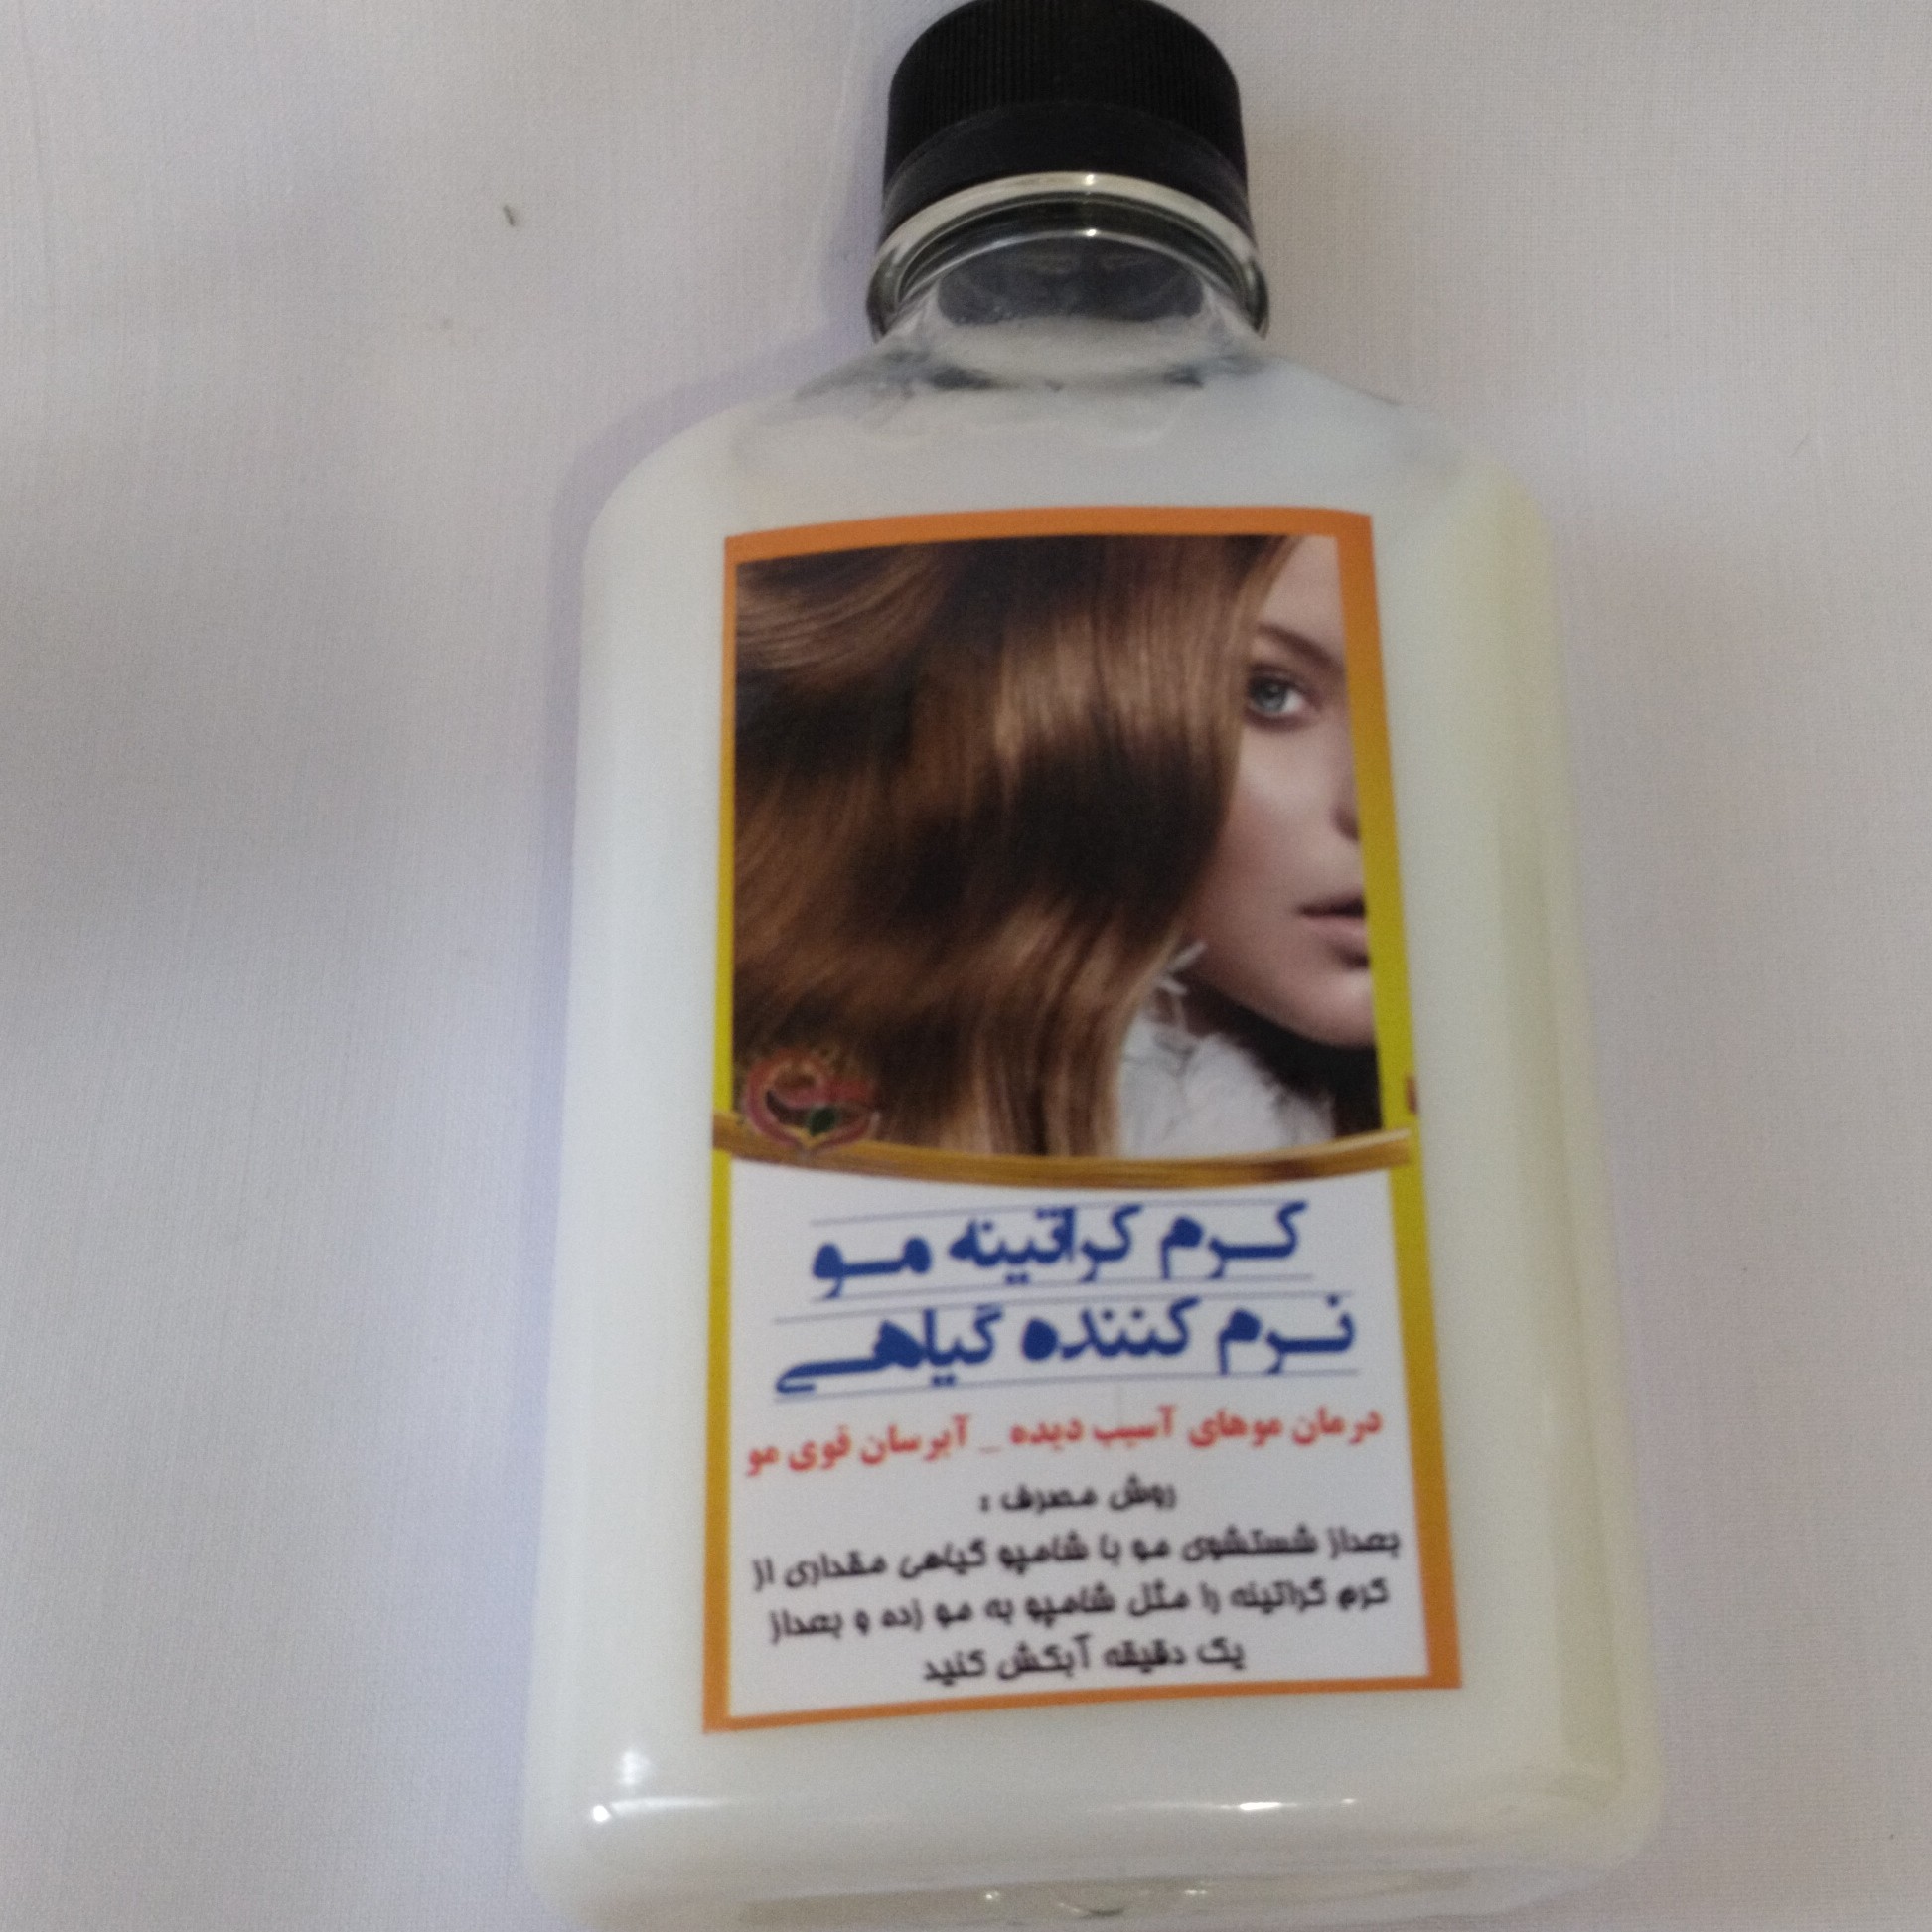 کرم کراتینه مو
نرم کننده گیاهی
درمان موهای آسیب دیده _ آبرسان قوی مو
روش مصرف :
بعداز شستشوی مو با شامپو گیاهی مقداری از
کرم کراتینه را مثل شامپو به مو زده و بعداز
یک دقیقه آبکش کنید